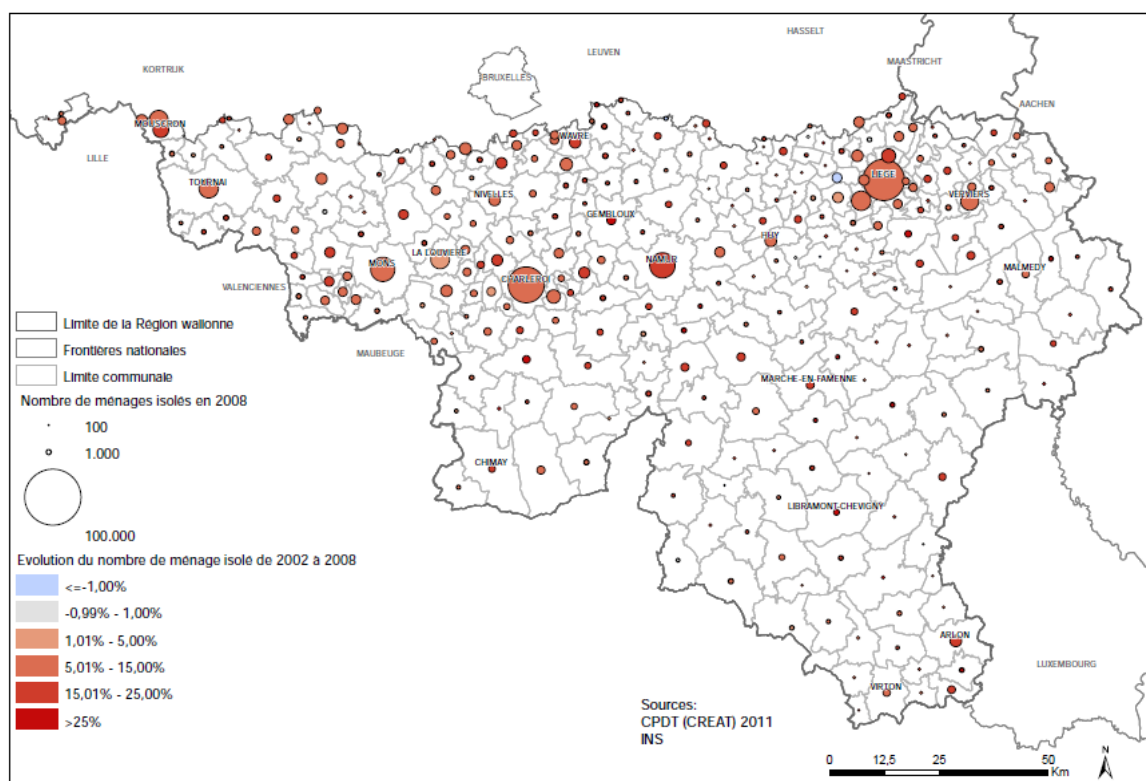 HASSELT
LEUVEN
KORTRIJK
MAASTRICHT
BRUXELLES
AACHEN
MOUSCRON
WAVRE
LILLE
LIEGE
TOURNAI
NIVELLES
VERVIERS
GEMBLOUX
HUY
LA LOUVIERE
MONS
NAMUR
CHARLEROI
MALMEDY
VALENCIENNES
Limite de la Région wallonne
Frontières nationales
MAUBEUGE
Limite communale
MARCHE-EN-FAMENNE
Nombre de ménages isolés en 2008
100
1.000
CHIMAY
LIBRAMONT-CHEVIGNY
100.000
Evolution du nombre de ménage isolé de 2002 à 2008
<=-1,00%
-0,99% - 1,00%
1,01% - 5,00%
ARLON
5,01% - 15,00%
LUXEMBOURG
15,01% - 25,00%
VIRTON
>25%
Sources:
CPDT (CREAT) 2011
INS
0 12,5 25 50
Km
N